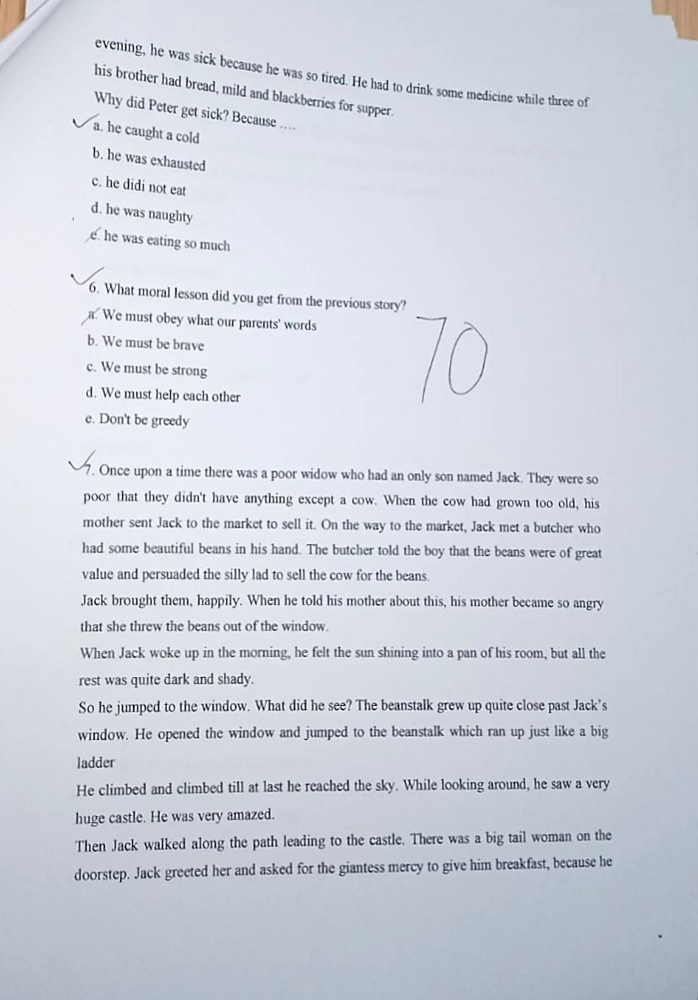 evening, he was sick because he was so tired. He had to drink some medicine while three of
his brother had bread, mild and blackberries for supper.
Why did Peter get sick? Because ....
a. he caught a cold
b. he was exhausted
c. he didi not eat
d. he was naughty
e. he was eating so much
6. What moral lesson did you get from the previous story?
a. We must obey what our parents' words
b. We must be brave
c. We must be strong
d. We must help each other
e. Don't be greedy
70
7. Once upon a time there was a poor widow who had an only son named Jack. They were so
poor that they didn't have anything except a cow. When the cow had grown too old, his
mother sent Jack to the market to sell it. On the way to the market, Jack met a butcher who
had some beautiful beans in his hand. The butcher told the boy that the beans were of great
value and persuaded the silly lad to sell the cow for the beans.
Jack brought them, happily. When he told his mother about this, his mother became so angry
that she threw the beans out of the window.
When Jack woke up in the morning, he felt the sun shining into a pan of his room, but all the
rest was quite dark and shady.
So he jumped to the window. What did he see? The beanstalk grew up quite close past Jack's
window. He opened the window and jumped to the beanstalk which ran up just like a big
ladder
He climbed and climbed till at last he reached the sky. While looking around, he saw a very
huge castle. He was very amazed.
Then Jack walked along the path leading to the castle. There was a big tail woman on the
doorstep. Jack greeted her and asked for the giantess mercy to give him breakfast, because he